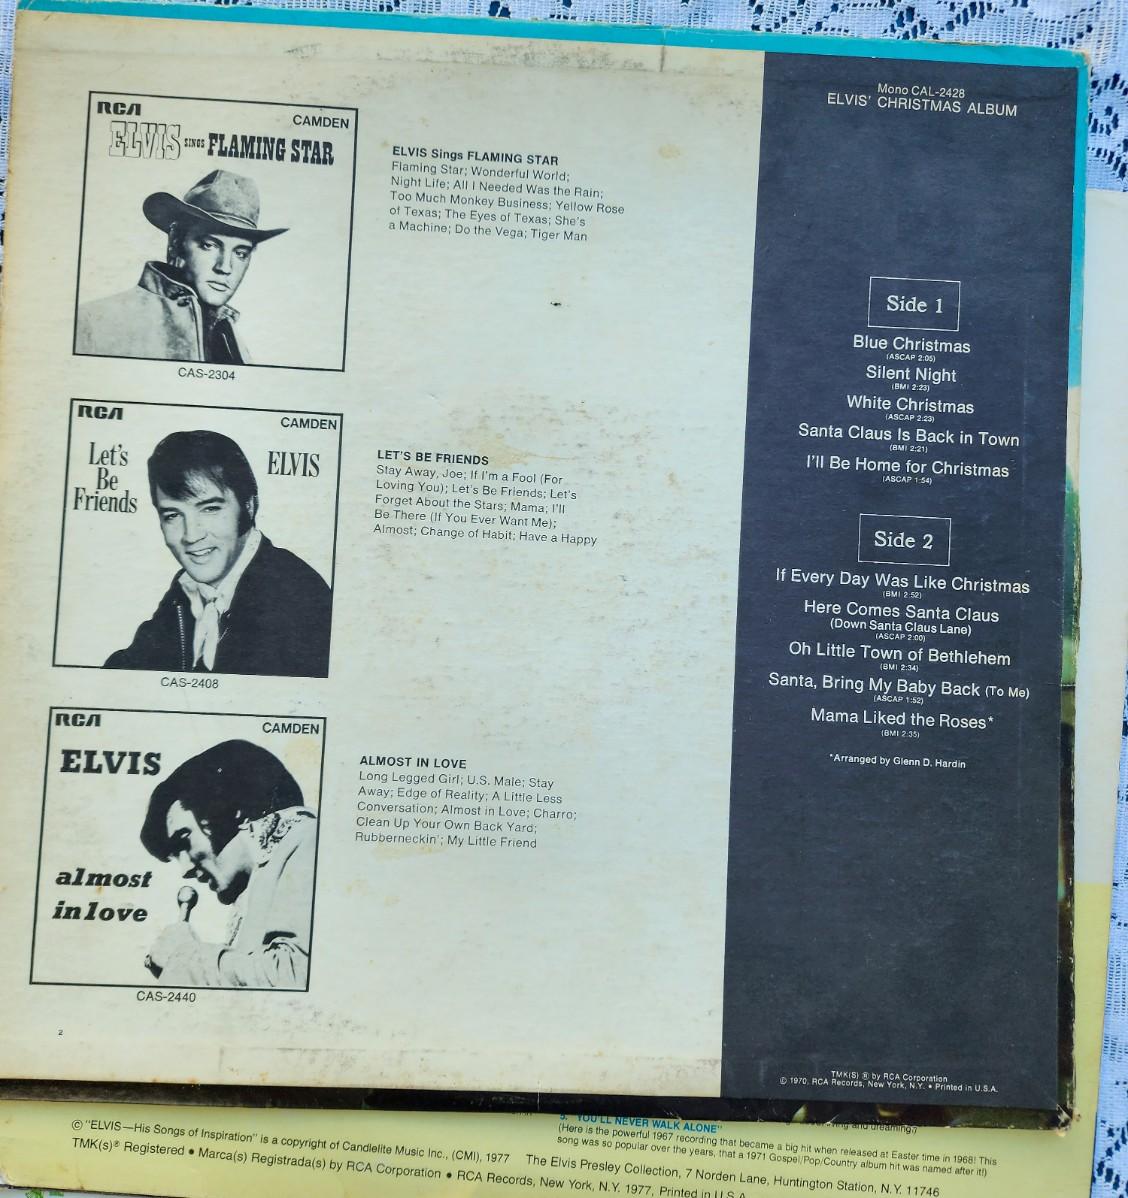 RCA
CAMDEN
ELVIS SINGS FLAMING STAR
CAS-2304
ELVIS Sings FLAMING STAR
Flaming Star; Wonderful World;
Night Life; All I Needed Was the Rain;
Too Much Monkey Business; Yellow Rose
of Texas; The Eyes of Texas; She's
a Machine; Do the Vega; Tiger Man
RCA
CAMDEN
Let's
Be
Friends
ELVIS
CAS-2408
LET'S BE FRIENDS
Stay Away, Joe; If I'm a Fool (For
Loving You); Let's Be Friends; Let's
Forget About the Stars; Mama; I'll
Be There (If You Ever Want Me);
Almost; Change of Habit; Have a Happy
RCA
CAMDEN
ELVIS
almost
in love
CAS-2440
ALMOST IN LOVE
Long Legged Girl; U.S. Male; Stay
Away; Edge of Reality; A Little Less
Conversation; Almost in Love; Charro;
Clean Up Your Own Back Yard;
Rubberneckin'; My Little Friend
2
Mono CAL-2428
ELVIS' CHRISTMAS ALBUM
Side 1
Blue Christmas
(ASCAP 2:05)
Silent Night
(BMI 2:23)
White Christmas
(ASCAP 2:23)
Santa Claus Is Back in Town
(BMI 2:21)
I'll Be Home for Christmas
(ASCAP 1:54)
Side 2
If Every Day Was Like Christmas
(BMI 2:52)
Here Comes Santa Claus
(Down Santa Claus Lane)
(ASCAP 2:00)
Oh Little Town of Bethlehem
(BMI 2:34)
Santa, Bring My Baby Back (To Me)
(ASCAP 1:52)
Mama Liked the Roses*
(BMI 2:35)
*Arranged by Glenn D. Hardin
TMK(S) ® by RCA Corporation
© 1970, RCA Records, New York, N.Y. • Printed in U.S.A.
5. "YOU'LL NEVER WALK ALONE"
and dreaming.)
(Here is the powerful 1967 recording that became a big hit when released at Easter time in 1968! This
song was so popular over the years, that a 1971 Gospel/Pop/Country album hit was named after it!)
© "ELVIS—His Songs of Inspiration" is a copyright of Candlelite Music Inc., (CMI), 1977 The Elvis Presley Collection, 7 Norden Lane, Huntington Station, N.Y. 11746
TMK(s)® Registered • Marca(s) Registrada(s) by RCA Corporation • RCA Records, New York, N.Y. 1977, Printed in U.S.A.